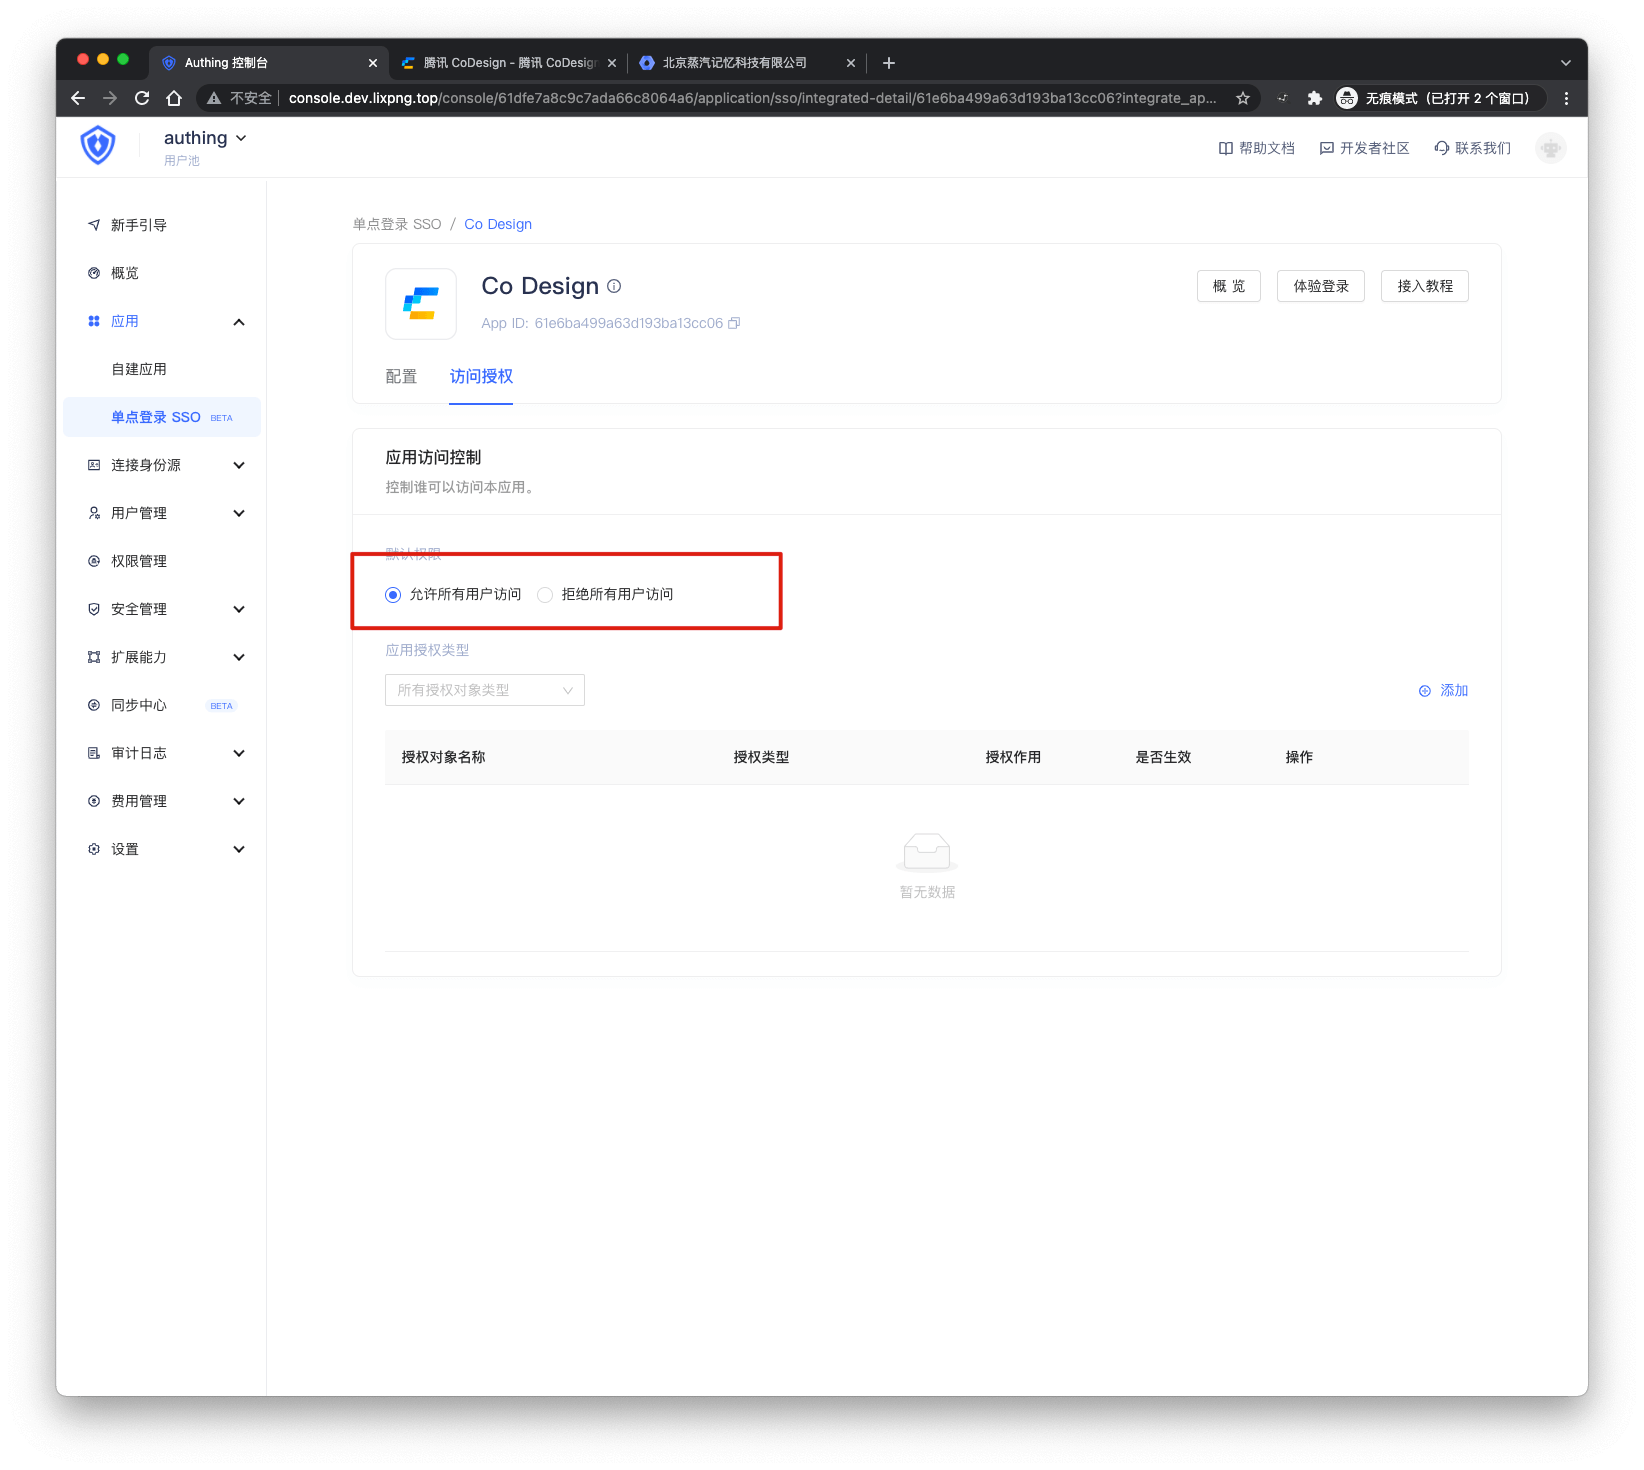 Authing 控制台
腾讯 CoDesign - 腾讯 CoDesign
北京蒸汽记忆科技有限公司
不安全
console.dev.lixpng.top/console/61dfe7a8c9c7ada66c8064a6/application/sso/integrated-detail/61e6ba499a63d193ba13cc06?integrate_ap...
无痕模式（已打开 2 个窗口）
authing
用户池
帮助文档
开发者社区
联系我们
新手引导
概览
应用
自建应用
单点登录 SSO BETA
连接身份源
用户管理
权限管理
安全管理
扩展能力
同步中心 BETA
审计日志
费用管理
设置
单点登录 SSO / Co Design
Co Design
App ID: 61e6ba499a63d193ba13cc06
概 览
体验登录
接入教程
配置
访问授权
应用访问控制
控制谁可以访问本应用。
默认权限
允许所有用户访问
拒绝所有用户访问
应用授权类型
所有授权对象类型
添加
授权对象名称 授权类型 授权作用 是否生效 操作
暂无数据